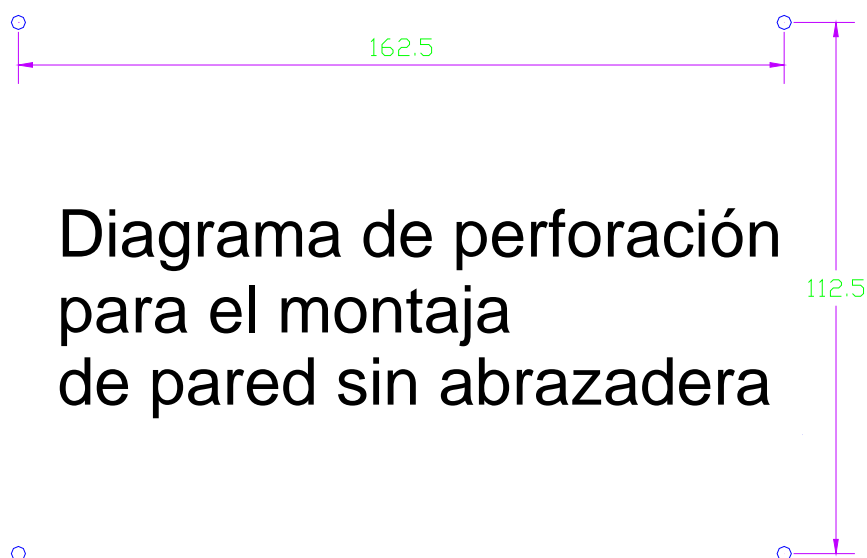 162.5
Diagrama de perforación
para el montaja
112.5
de pared sin abrazadera